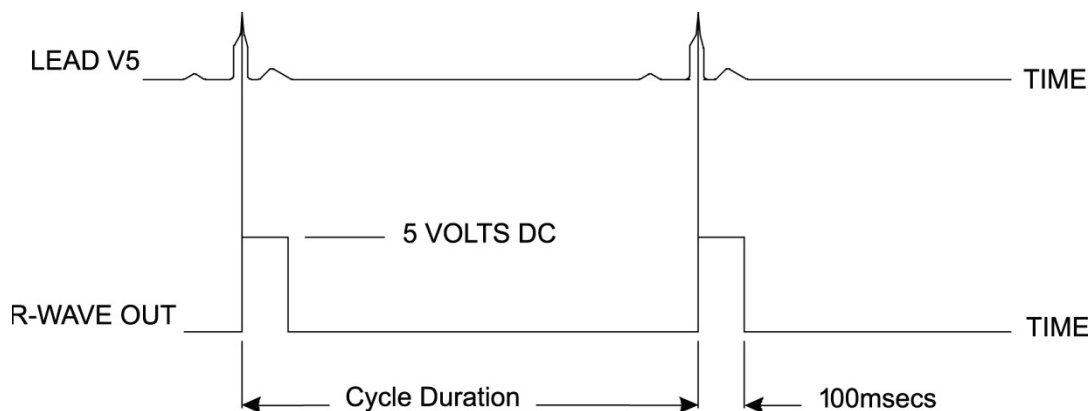 LEAD V5
TIME
5 VOLTS DC
R-WAVE OUT
TIME
Cycle Duration
100msecs